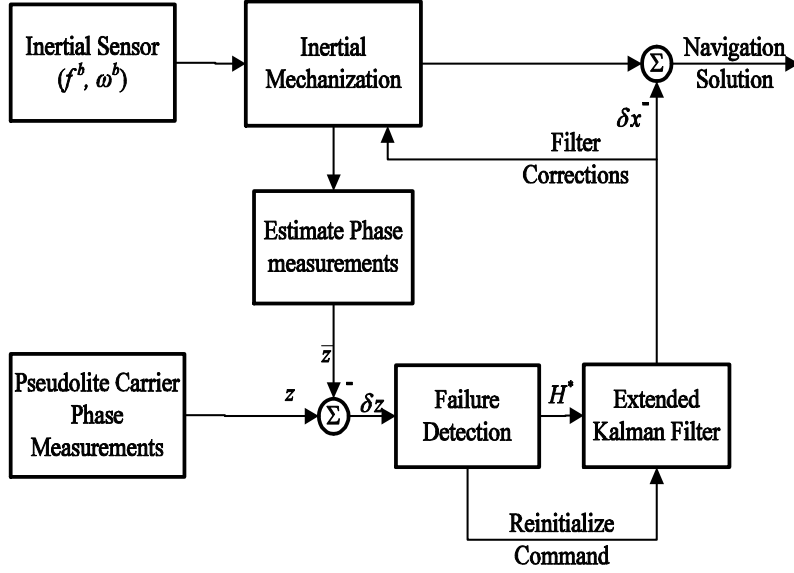 Inertial Sensor
(f^b, ω^b)
Inertial
Mechanization
Σ
Navigation
Solution
δx^-
Filter
Corrections
Estimate Phase
measurements
z̄
-
Pseudolite Carrier
Phase
Measurements
z
Σ
δz
Failure
Detection
H*
Extended
Kalman Filter
Reinitialize
Command